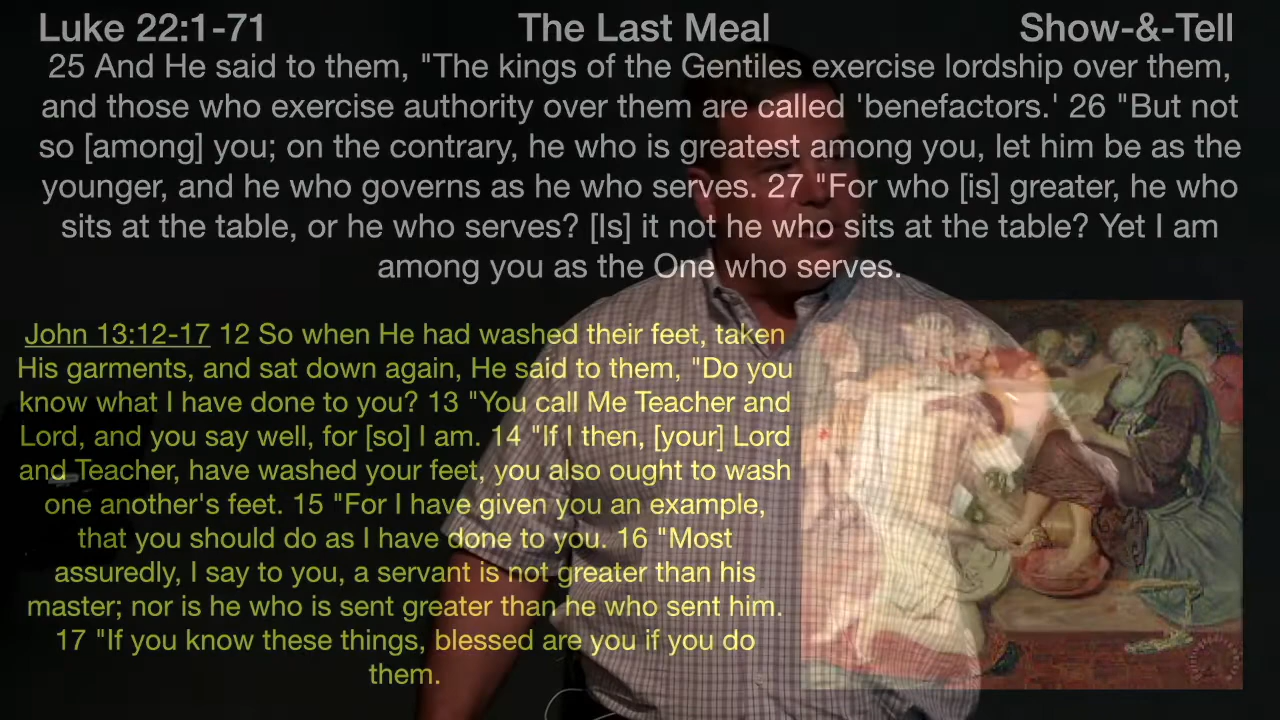 Luke 22:1-71 The Last Meal Show-&-Tell
25 And He said to them, "The kings of the Gentiles exercise lordship over them,
and those who exercise authority over them are called 'benefactors.' 26 "But not
so [among] you; on the contrary, he who is greatest among you, let him be as the
younger, and he who governs as he who serves. 27 "For who [is] greater, he who
sits at the table, or he who serves? [Is] it not he who sits at the table? Yet I am
among you as the One who serves.
John 13:12-17 12 So when He had washed their feet, taken
His garments, and sat down again, He said to them, "Do you
know what I have done to you? 13 "You call Me Teacher and
Lord, and you say well, for [so] I am. 14 "If I then, [your] Lord
and Teacher, have washed your feet, you also ought to wash
one another's feet. 15 "For I have given you an example,
that you should do as I have done to you. 16 "Most
assuredly, I say to you, a servant is not greater than his
master; nor is he who is sent greater than he who sent him.
17 "If you know these things, blessed are you if you do
them.